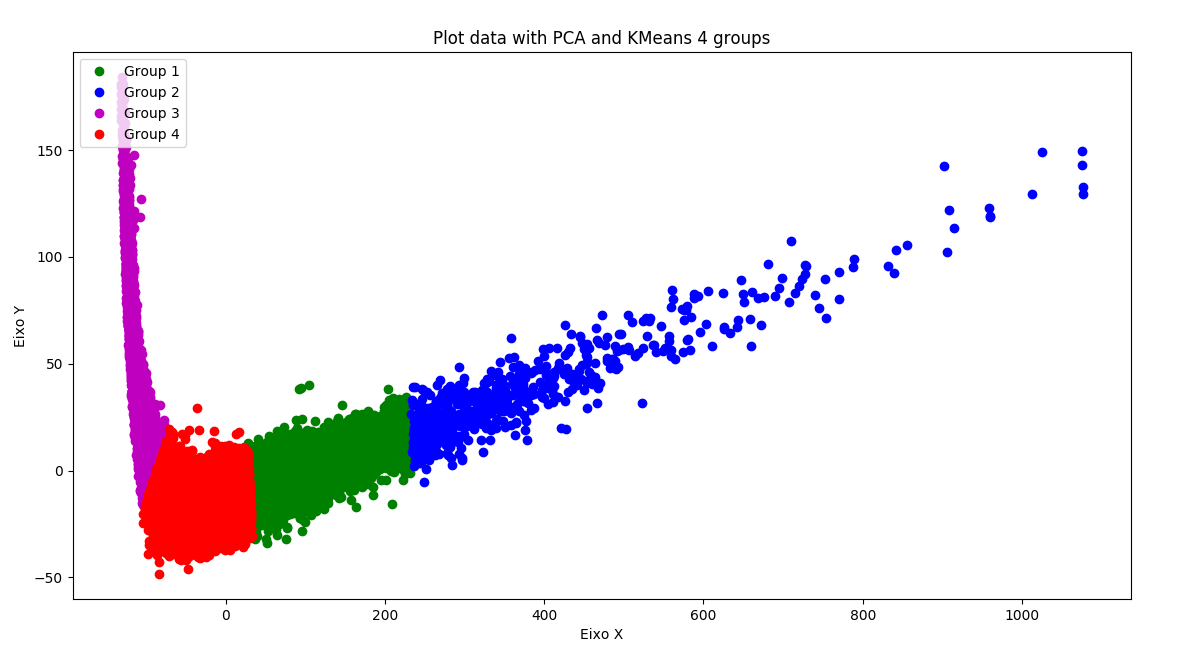 Plot data with PCA and KMeans 4 groups
Group 1
Group 2
Group 3
Group 4
150
100
50
0
−50
Eixo Y
0 200 400 600 800 1000
Eixo X